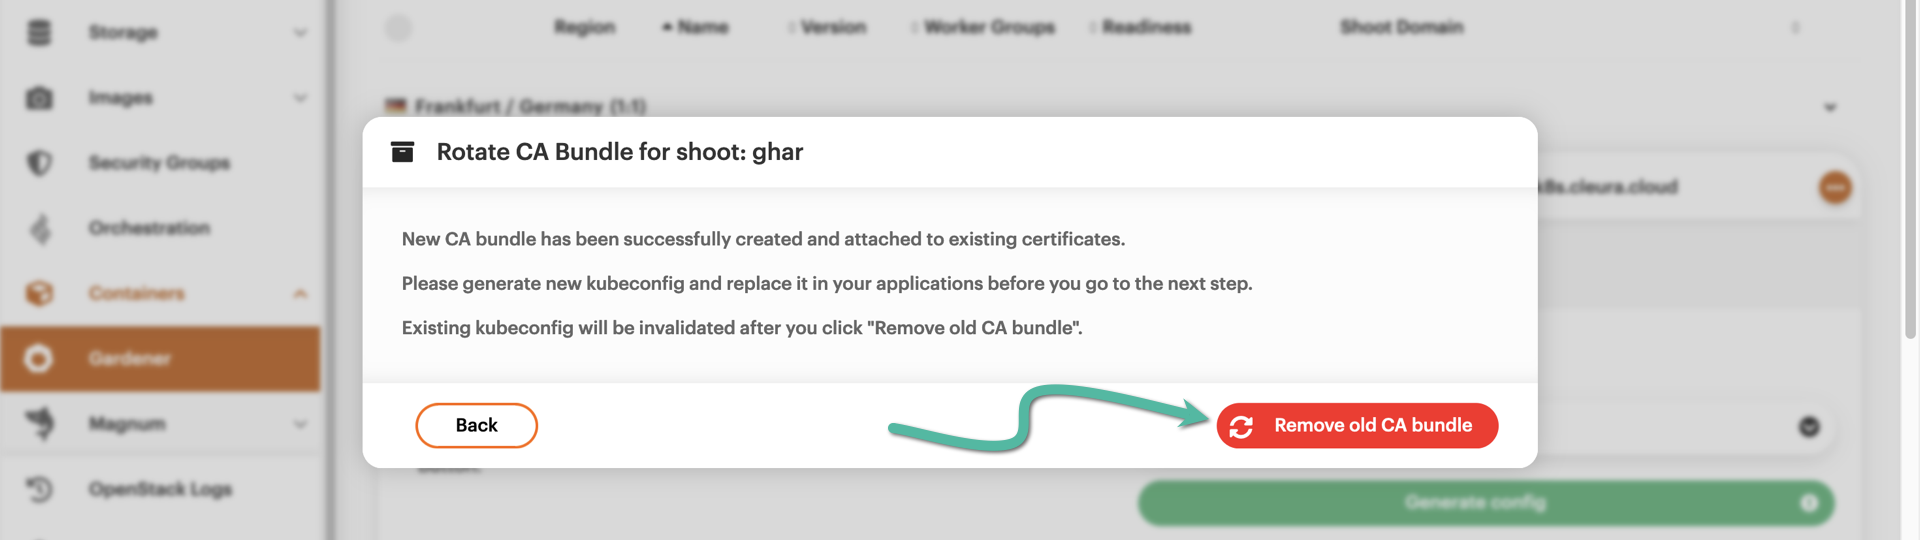 Storage
Images
Security Groups
Orchestration
Containers
Gardener
Magnum
OpenStack Logs
Region Name Version Worker Groups Readiness Shoot Domain
Frankfurt / Germany (1:1)
k8s.cleura.cloud
Rotate CA Bundle for shoot: ghar
New CA bundle has been successfully created and attached to existing certificates.
Please generate new kubeconfig and replace it in your applications before you go to the next step.
Existing kubeconfig will be invalidated after you click "Remove old CA bundle".
Back
Remove old CA bundle
Generate config